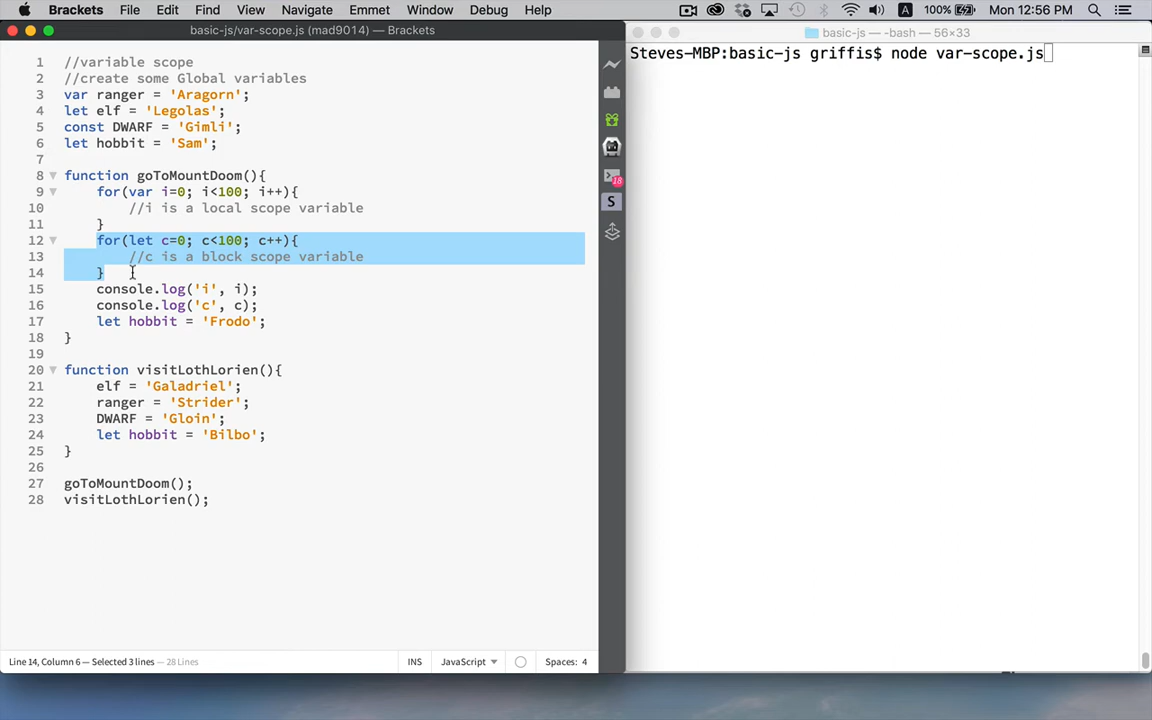 Brackets File Edit Find View Navigate Emmet Window Debug Help A 100% Mon 12:56 PM
basic-js/var-scope.js (mad9014) — Brackets
basic-js — -bash — 56×33
1 //variable scope
2 //create some Global variables
3 var ranger = 'Aragorn';
4 let elf = 'Legolas';
5 const DWARF = 'Gimli';
6 let hobbit = 'Sam';
7
8 function goToMountDoom(){
9 for(var i=0; i<100; i++){
10 //i is a local scope variable
11 }
12 for(let c=0; c<100; c++){
13 //c is a block scope variable
14 }
15 console.log('i', i);
16 console.log('c', c);
17 let hobbit = 'Frodo';
18 }
19
20 function visitLothLorien(){
21 elf = 'Galadriel';
22 ranger = 'Strider';
23 DWARF = 'Gloin';
24 let hobbit = 'Bilbo';
25 }
26
27 goToMountDoom();
28 visitLothLorien();
18
S
Line 14, Column 6 — Selected 3 lines — 28 Lines INS JavaScript Spaces: 4
Steves-MBP:basic-js griffis$ node var-scope.js